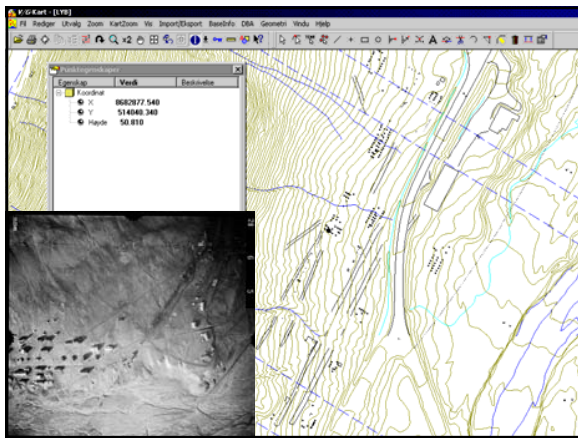 V/G-Kart - [LYB]
Fil Rediger Utvalg Zoom KartZoom Vis Import/Eksport BaseInfo DBA Geometri Vindu Hjelp
x2
A
Punktegenskaper
Egenskap Verdi Beskrivelse
Koordinat
X 8682877.540
Y 514040.340
Høyde 50.810